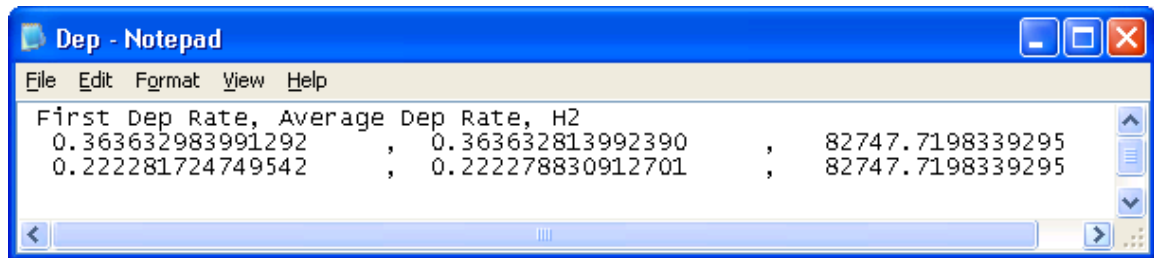 Dep - Notepad
File Edit Format View Help
First Dep Rate, Average Dep Rate, H2
0.363632983991292 , 0.363632813992390 , 82747.7198339295
0.222281724749542 , 0.222278830912701 , 82747.7198339295